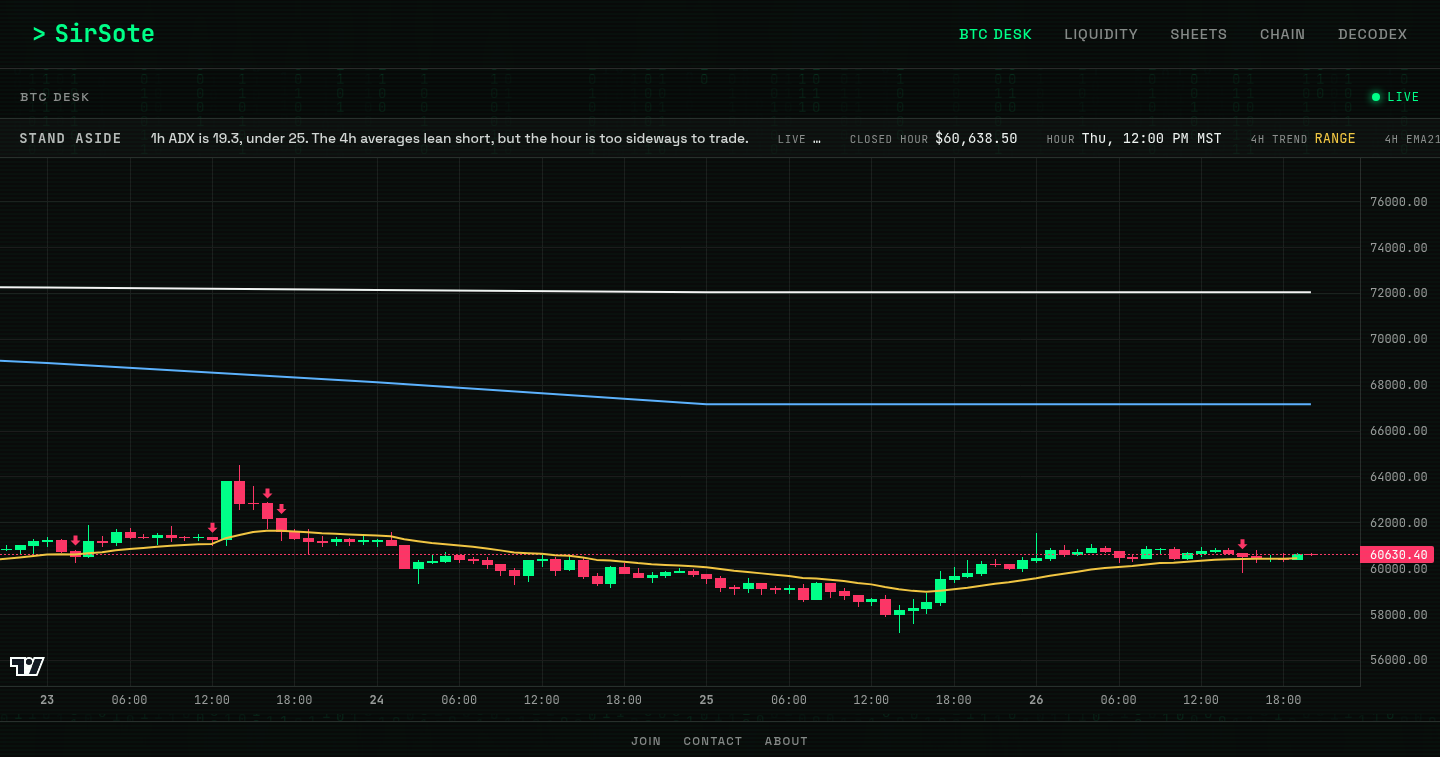 > SirSote
BTC DESK LIQUIDITY SHEETS CHAIN DECODEX
BTC DESK
LIVE
STAND ASIDE 1h ADX is 19.3, under 25. The 4h averages lean short, but the hour is too sideways to trade. LIVE … CLOSED HOUR $60,638.50 HOUR Thu, 12:00 PM MST 4H TREND RANGE 4H EMA21
76000.00
74000.00
72000.00
70000.00
68000.00
66000.00
64000.00
62000.00
60630.40
60000.00
58000.00
56000.00
23 06:00 12:00 18:00 24 06:00 12:00 18:00 25 06:00 12:00 18:00 26 06:00 12:00 18:00
JOIN CONTACT ABOUT